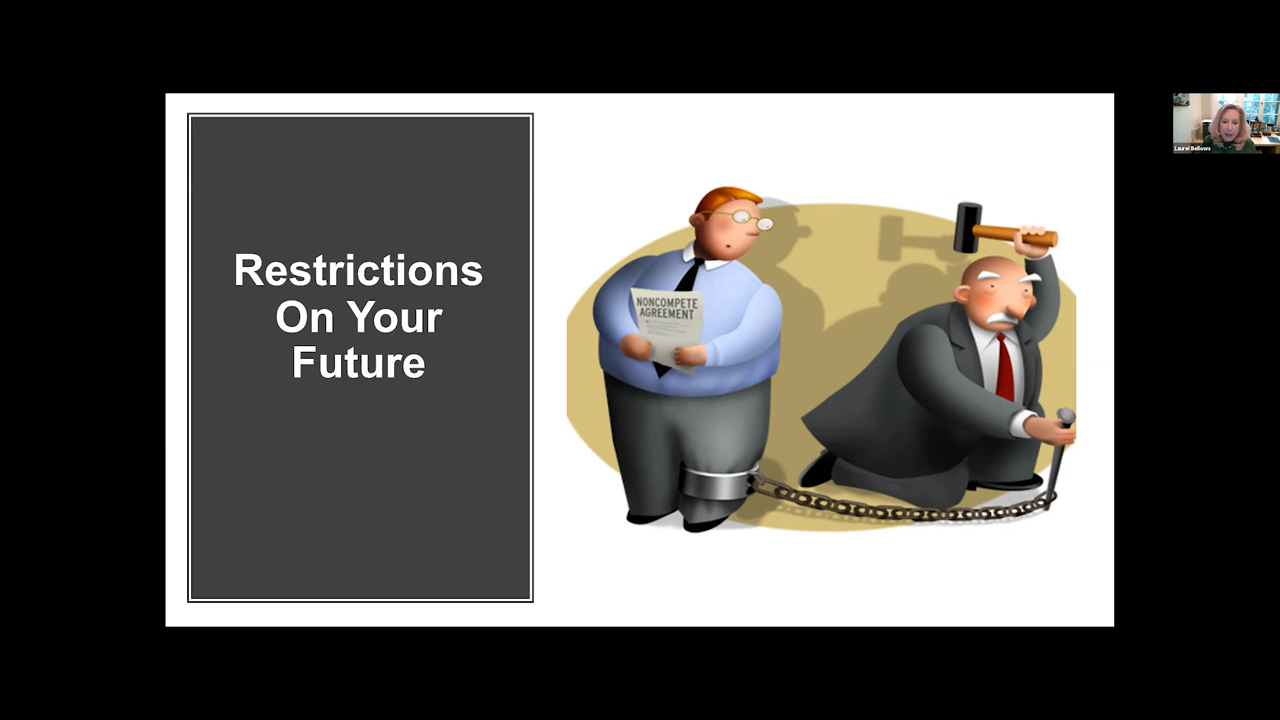 Restrictions
On Your
Future
NONCOMPETE
AGREEMENT
Laurel Bellows